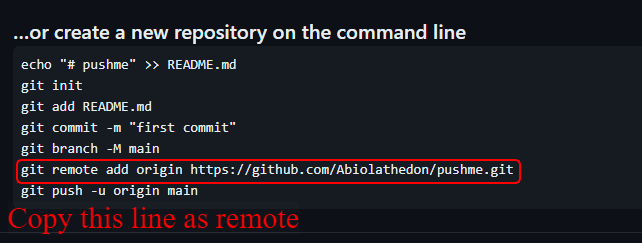 ...or create a new repository on the command line
echo "# pushme" >> README.md
git init
git add README.md
git commit -m "first commit"
git branch -M main
git remote add origin https://github.com/Abiolathedon/pushme.git
git push -u origin main
Copy this line as remote